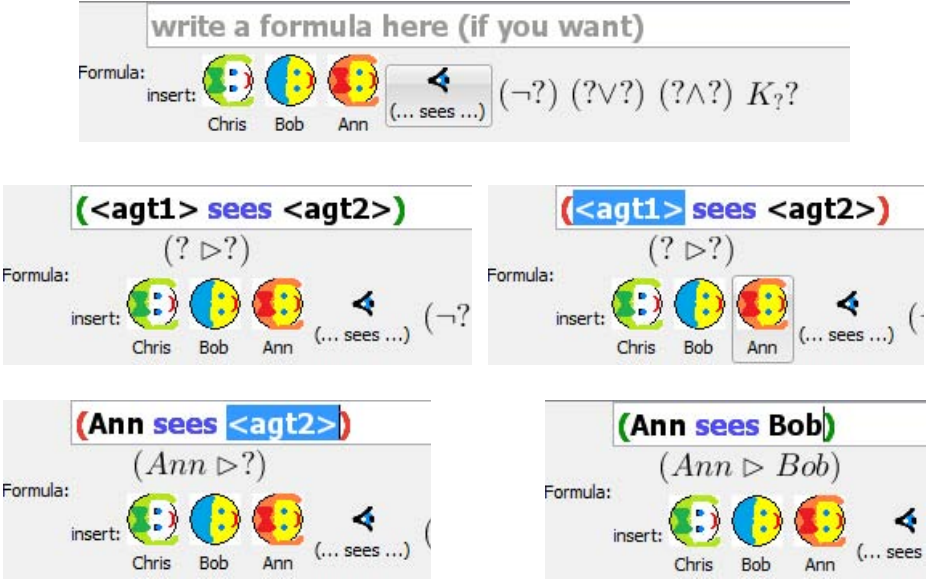 write a formula here (if you want)
Formula:
insert:
(... sees ...) (¬?) (?∨?) (?∧?) K??
Chris Bob Ann
(<agt1> sees <agt2>)
(? ▷?)
Formula:
insert: (... sees ...) (¬?
Chris Bob Ann
(<agt1> sees <agt2>)
(? ▷?)
Formula:
insert: (... sees ...) (
Chris Bob Ann
(Ann sees <agt2>)
(Ann ▷?)
Formula:
insert: (... sees ...) (
Chris Bob Ann
(Ann sees Bob)
(Ann ▷ Bob)
Formula:
insert: (... sees
Chris Bob Ann